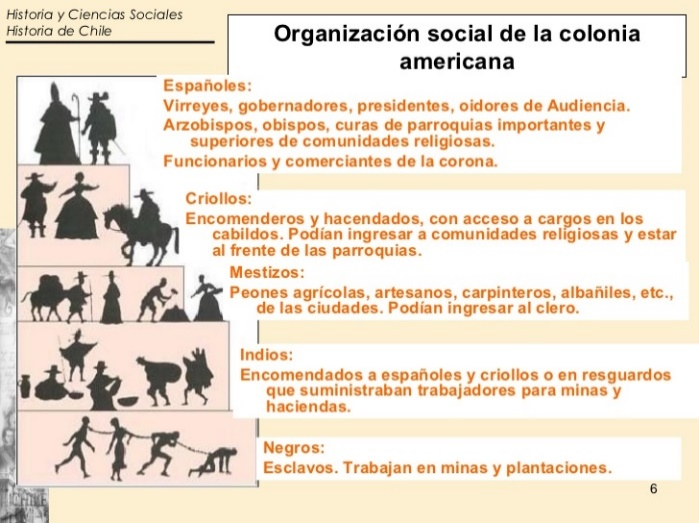 Historia y Ciencias Sociales
Historia de Chile
Organización social de la colonia
americana
Españoles:
Virreyes, gobernadores, presidentes, oidores de Audiencia.
Arzobispos, obispos, curas de parroquias importantes y
superiores de comunidades religiosas.
Funcionarios y comerciantes de la corona.
Criollos:
Encomenderos y hacendados, con acceso a cargos en los
cabildos. Podían ingresar a comunidades religiosas y estar
al frente de las parroquias.
Mestizos:
Peones agrícolas, artesanos, carpinteros, albañiles, etc.,
de las ciudades. Podían ingresar al clero.
Indios:
Encomendados a españoles y criollos o en resguardos
que suministraban trabajadores para minas y
haciendas.
Negros:
Esclavos. Trabajan en minas y plantaciones.
6
CHILE